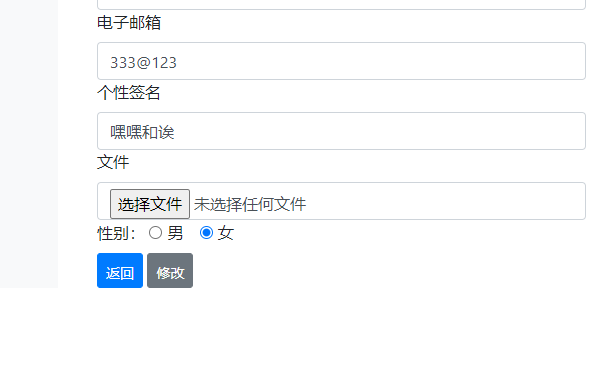 电子邮箱
333@123
个性签名
嘿嘿和诶
文件
选择文件 未选择任何文件
性别： 男 女
返回 修改